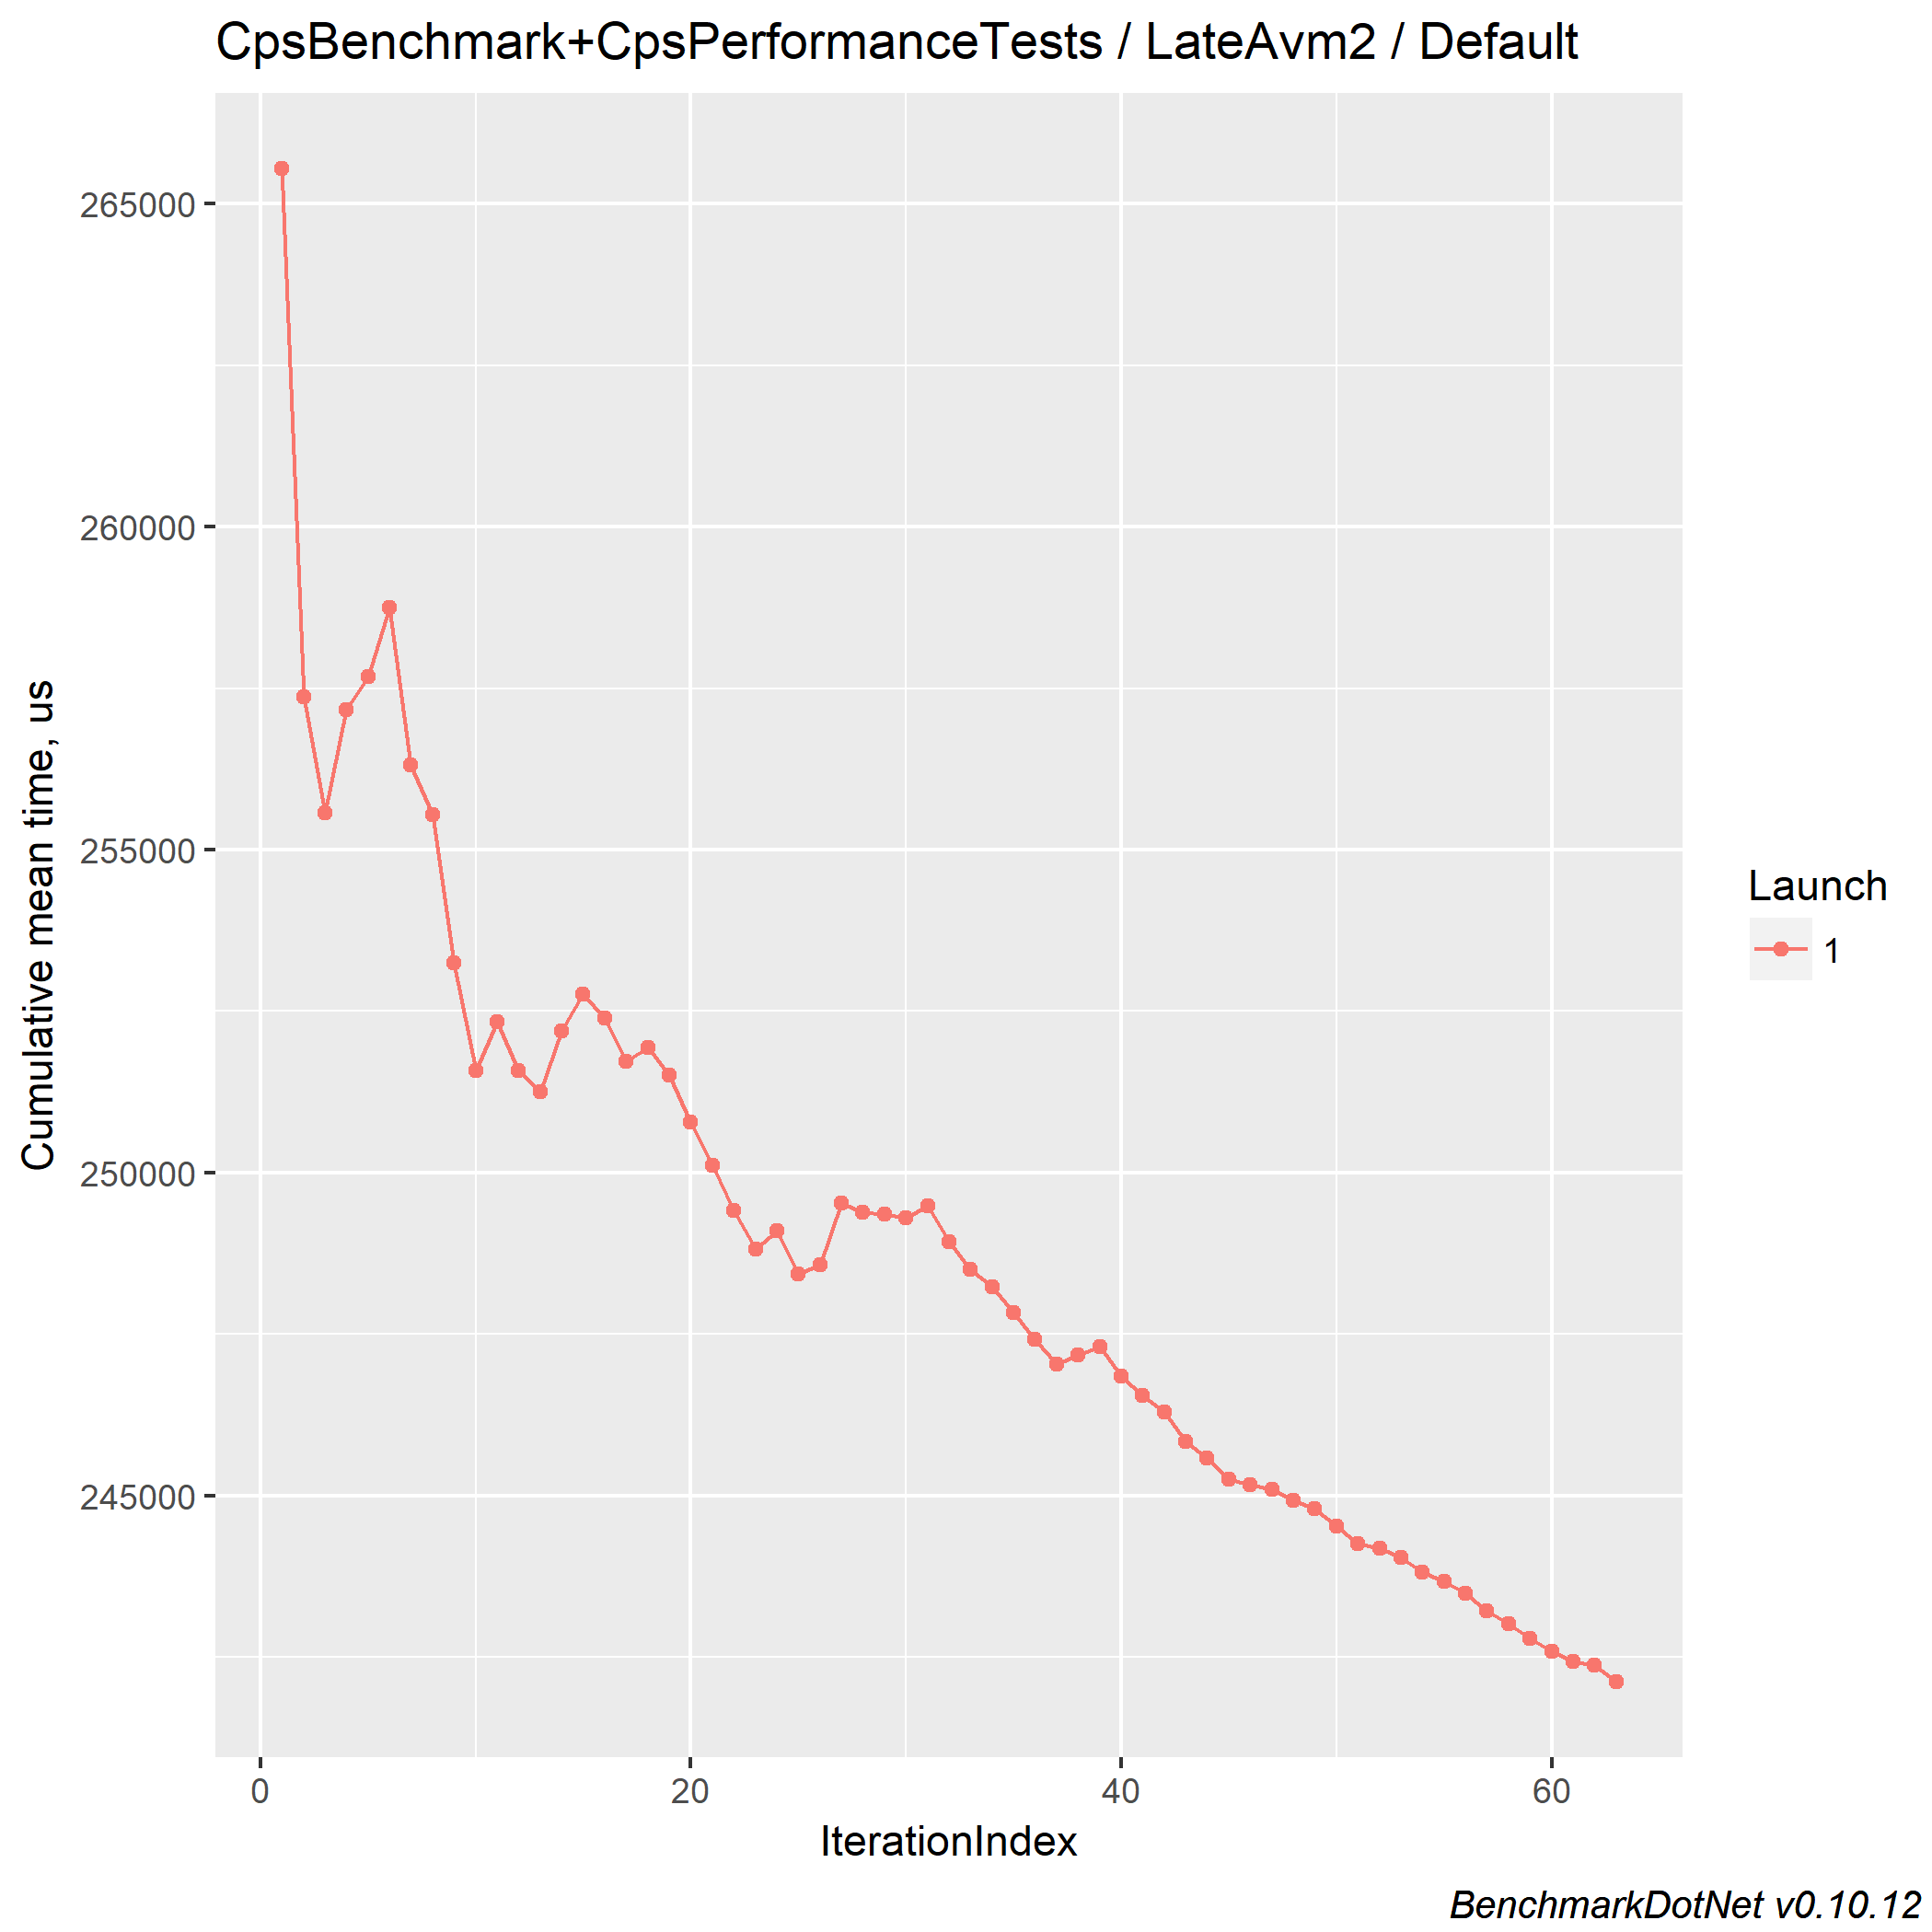 CpsBenchmark+CpsPerformanceTests / LateAvm2 / Default
265000
260000
255000
250000
245000
Cumulative mean time, us
0 20 40 60
IterationIndex
Launch
1
BenchmarkDotNet v0.10.12